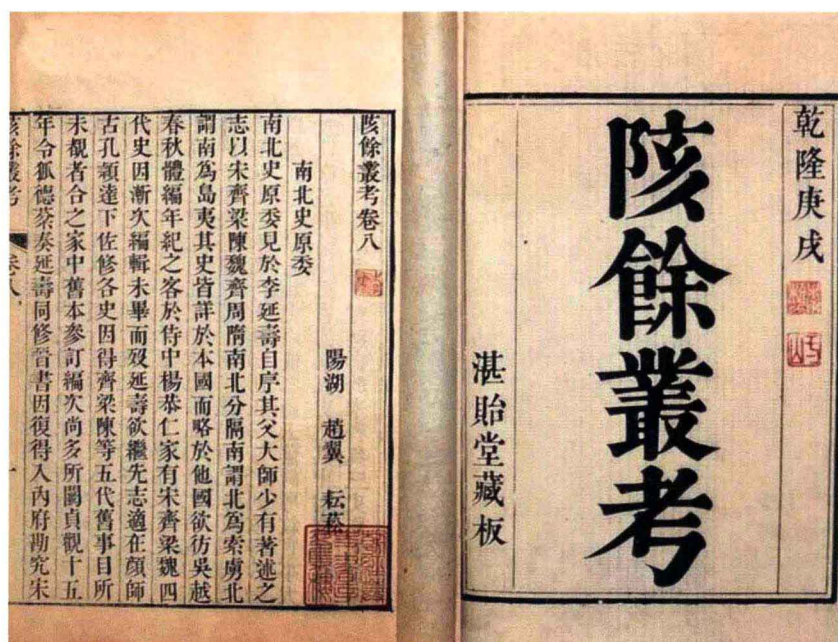 乾隆庚戌
陔餘叢考
湛貽堂藏板
陔餘叢考卷八
陽湖 趙翼 耘菘
南北史原委
南北史原委見於李延壽自序其父大師少有著述之
志以宋齊梁陳魏齊周隋南北分隔南謂北爲索虜北
謂南爲島夷其史皆詳於本國而略於他國欲彷吳越
春秋體編年紀之客於侍中楊恭仁家有宋齊梁魏四
代史因漸次編輯未畢而歿延壽欲繼先志適在顏師
古孔穎達下佐修各史因得齊梁陳等五代舊事目所
未覩者合之家中舊本參訂編次尚多所闕貞觀十五
年令狐德棻奏延壽同修晉書因復得入內府勘究宋
陔餘叢考
卷八
一